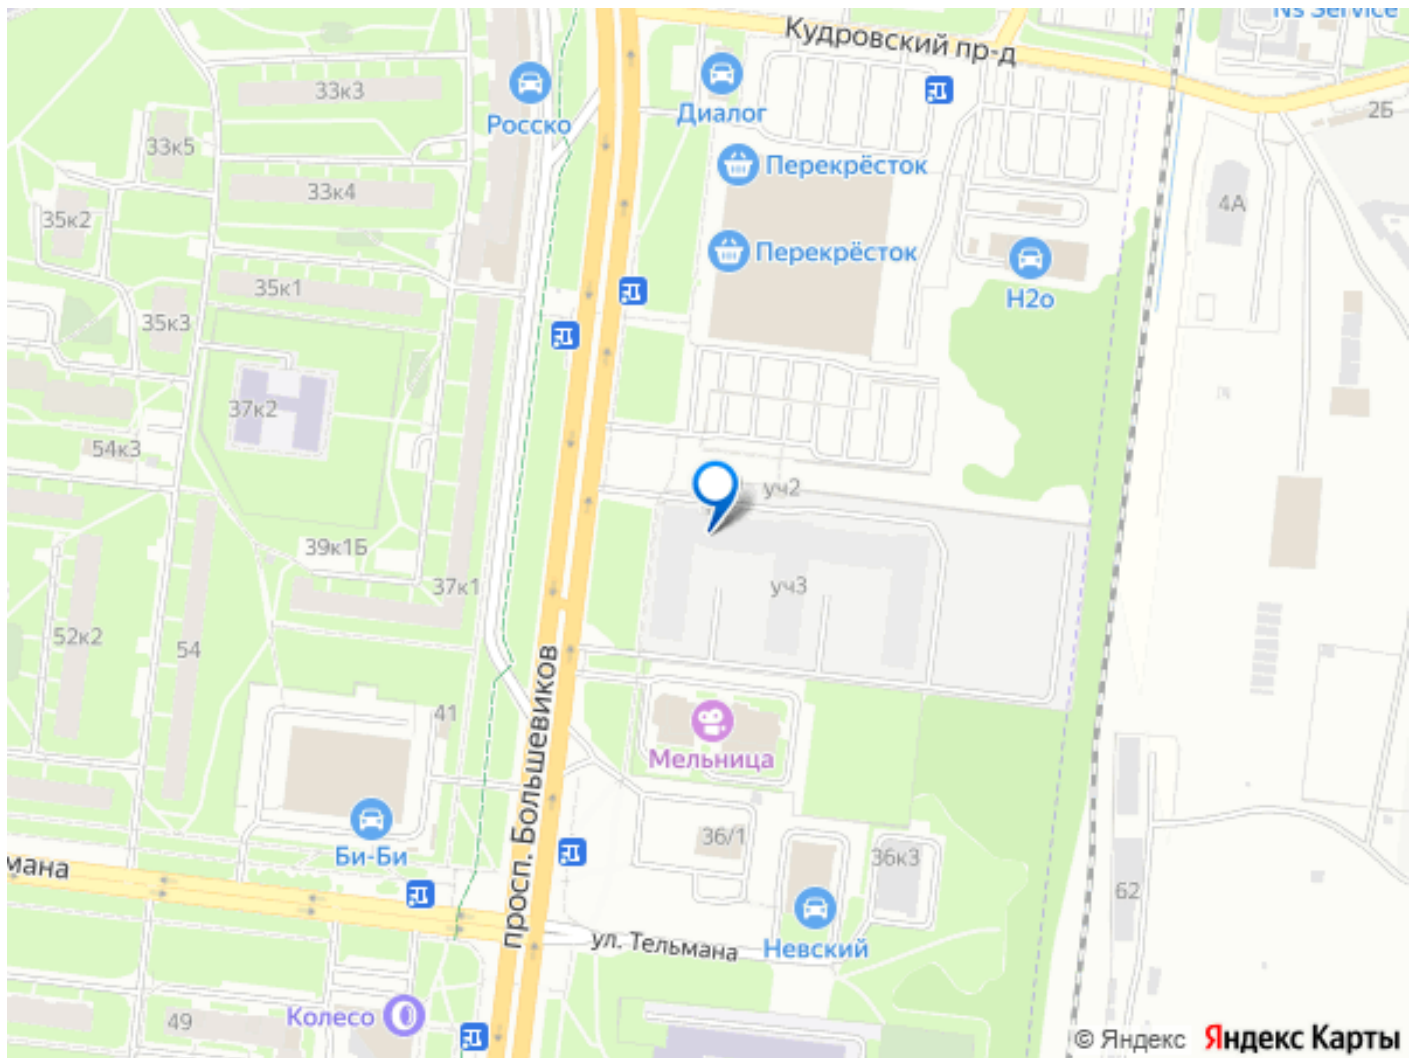 Ns Service
Кудровский пр-д
33к3
Росско
Диалог
2Б
33к5
Перекрёсток
33к4
35к2
4А
Перекрёсток
35к1
Н2о
35к3
37к2
54к3
уч2
39к1Б
37к1
уч3
52к2
54
просп. Большевиков
41
Мельница
36/1
Би-Би
36к3
мана
62
ул. Тельмана
Невский
Колесо
49
© Яндекс Яндекс Карты